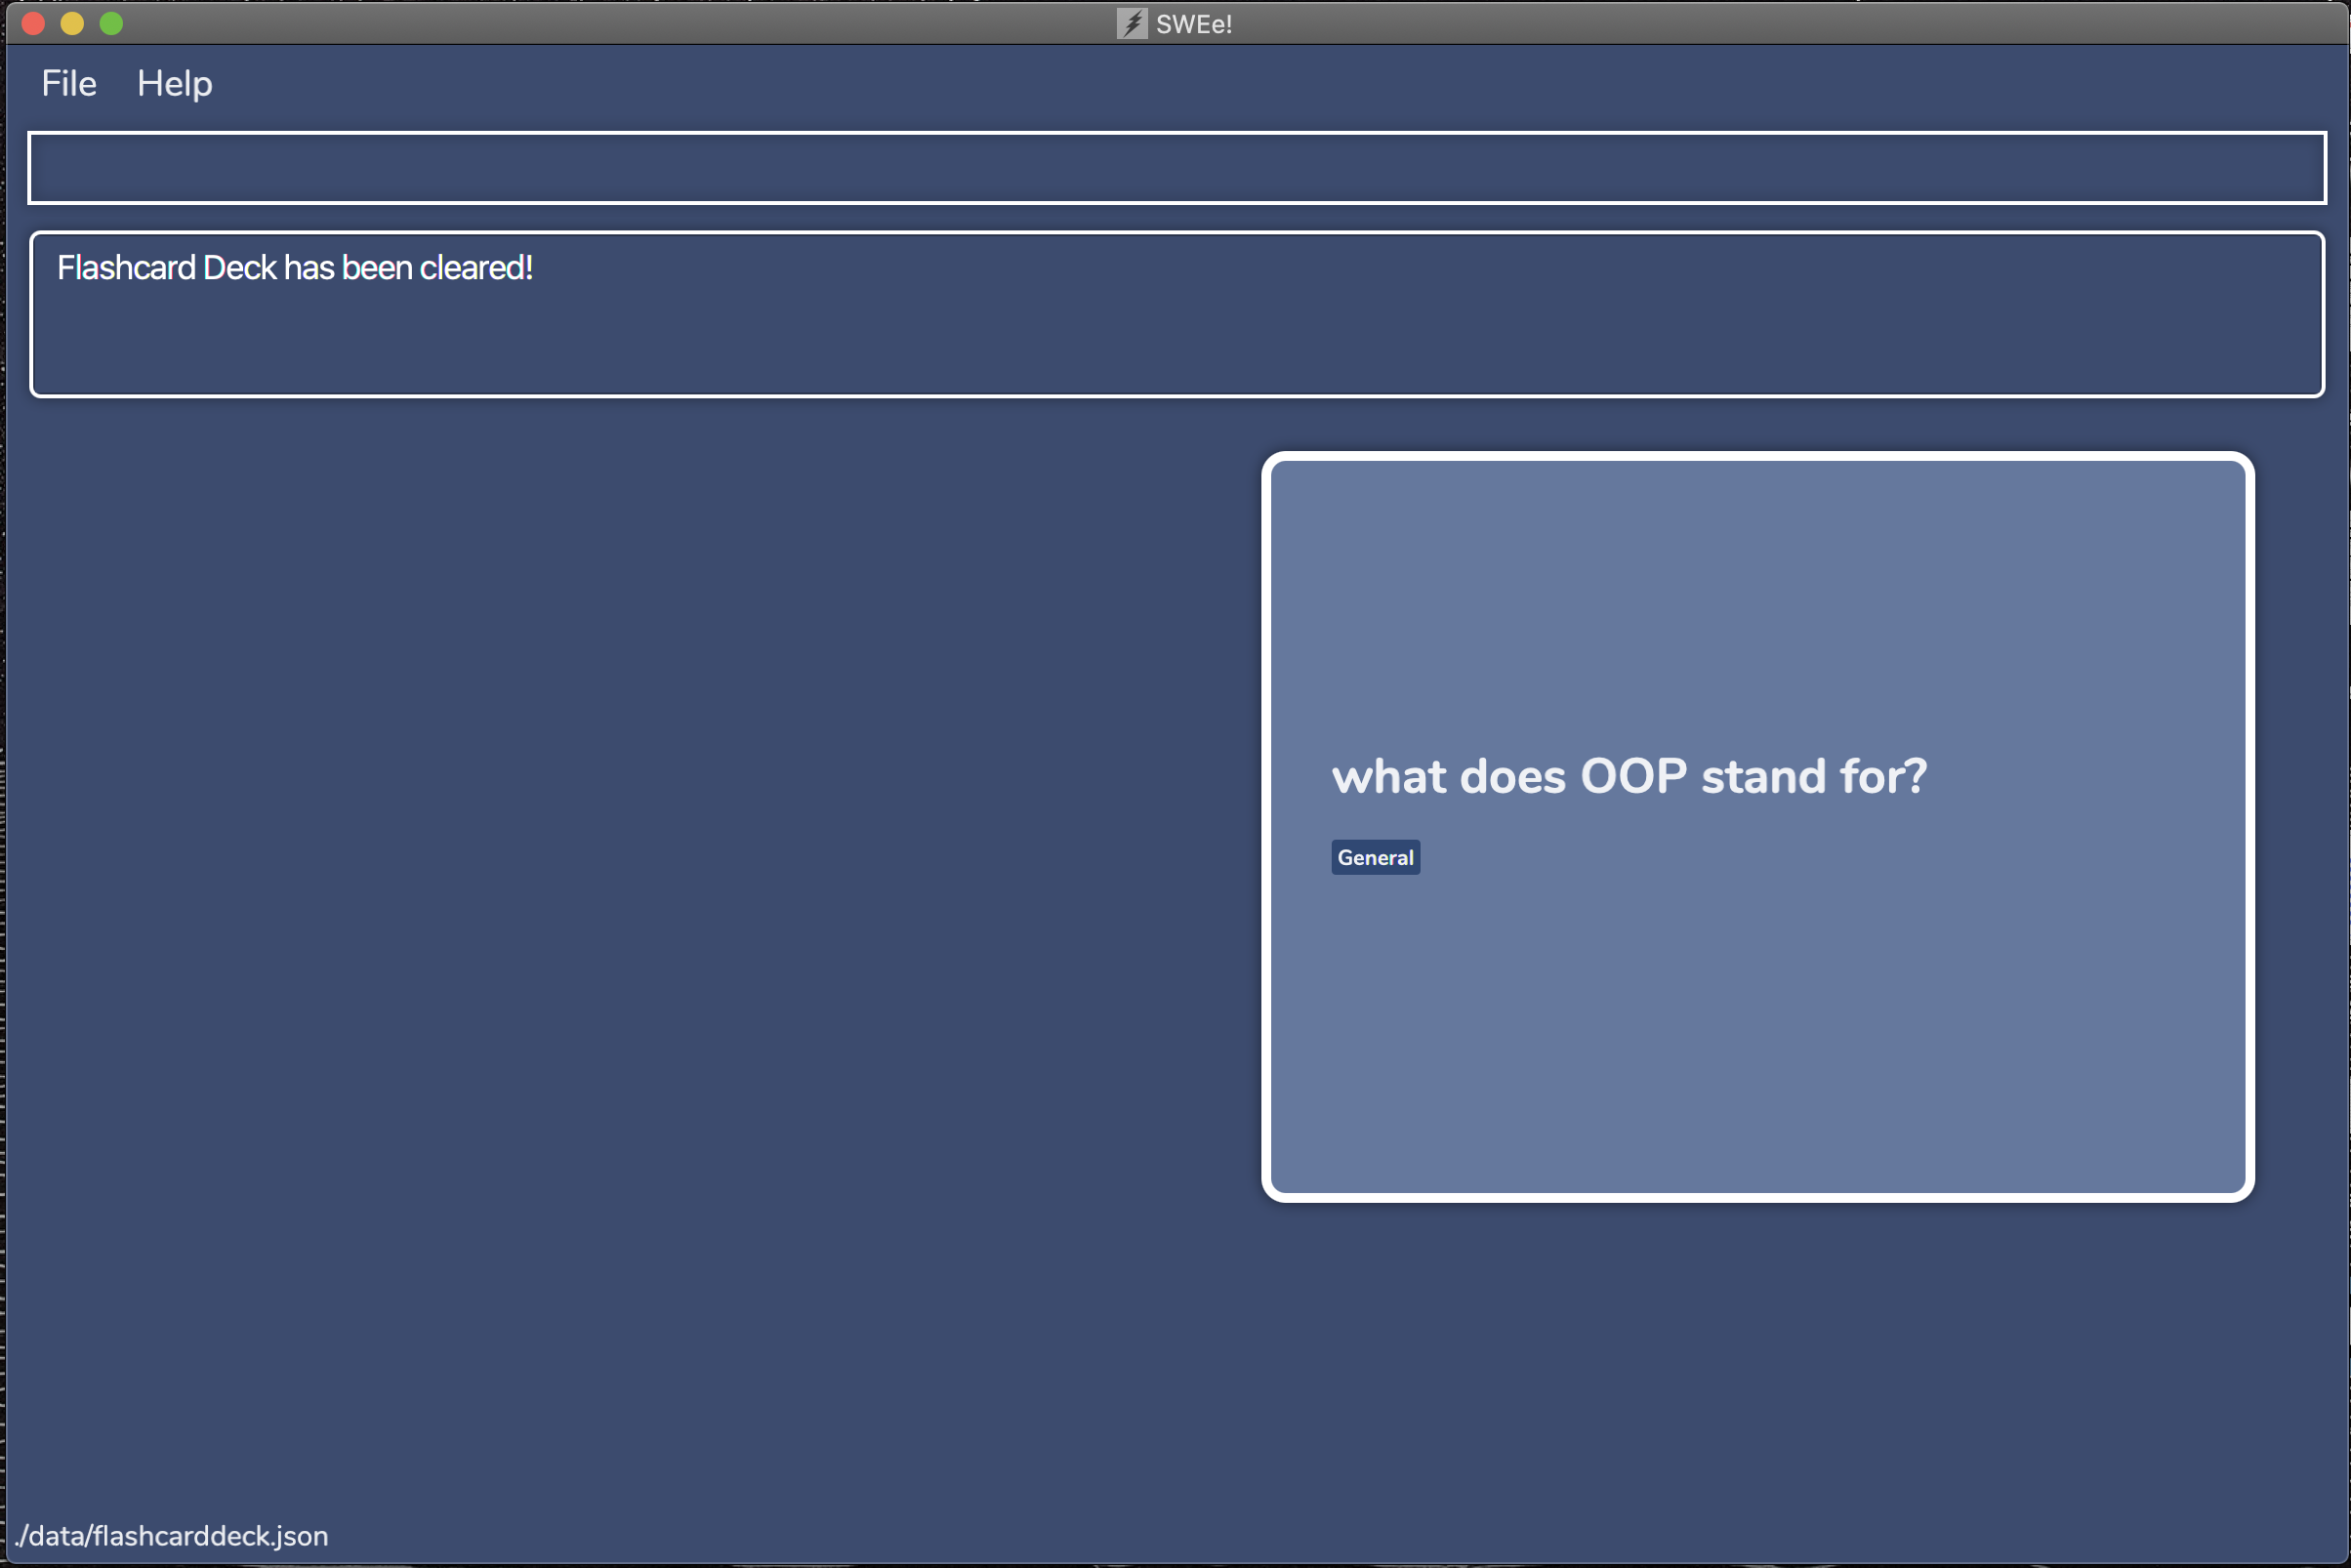 SWEe!
File Help
Flashcard Deck has been cleared!
what does OOP stand for?
General
./data/flashcarddeck.json